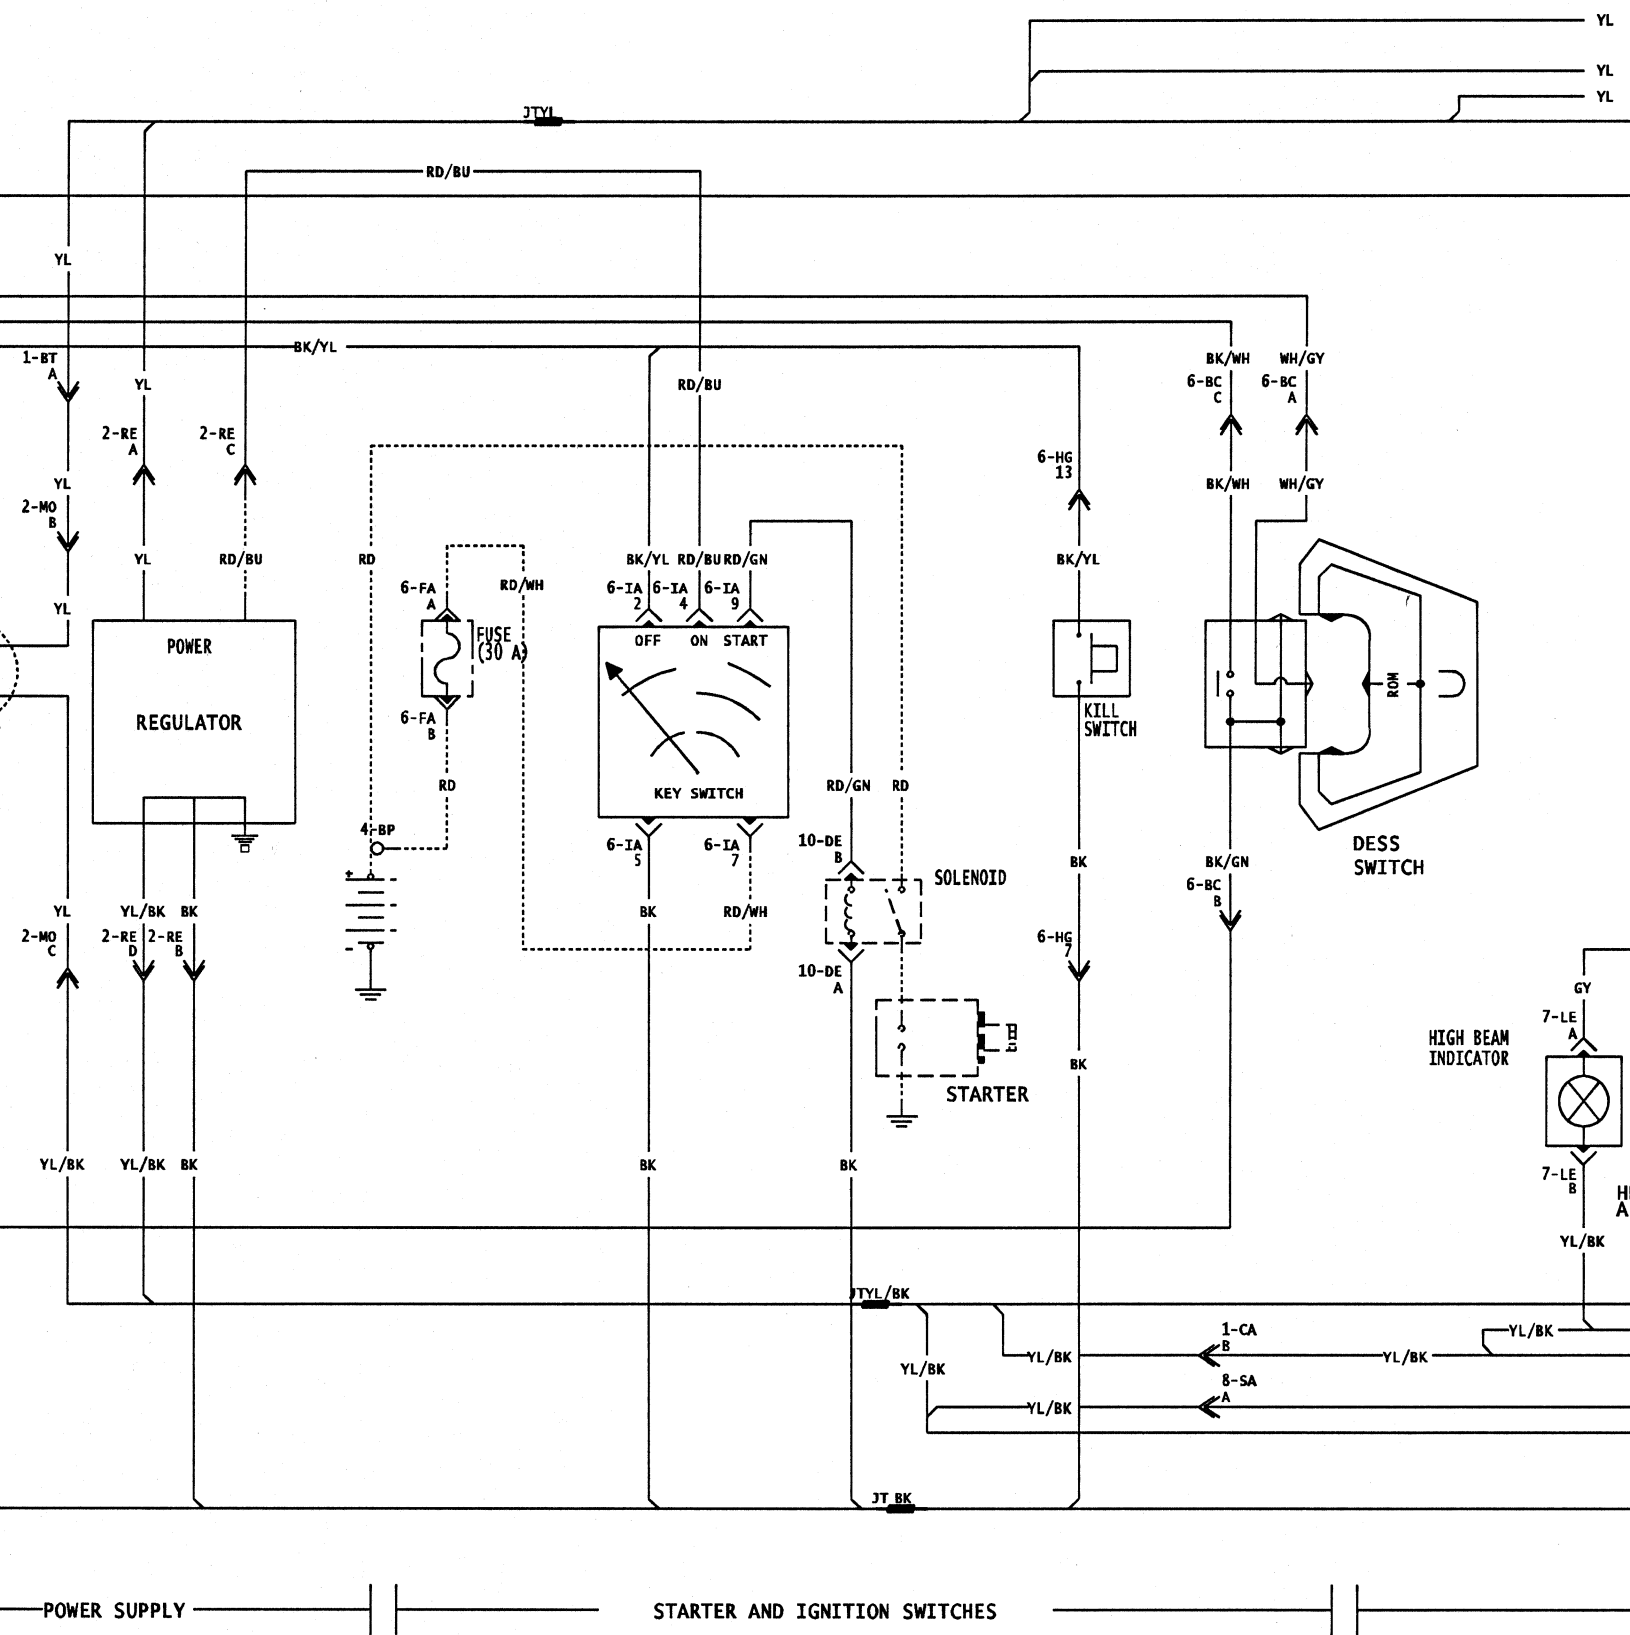 YL
YL
YL
JTYL
RD/BU
YL
BK/YL
1-BT
A
YL
RD/BU
BK/WH
WH/GY
6-BC
C
6-BC
A
2-RE
A
2-RE
C
6-HG
13
YL
BK/WH
WH/GY
2-MO
B
YL
RD/BU
RD
BK/YL
RD/BU
RD/GN
BK/YL
6-FA
A
RD/WH
6-IA
2
6-IA
4
6-IA
9
YL
POWER
FUSE
(30 A)
OFF
ON
START
ROM
REGULATOR
6-FA
B
KILL
SWITCH
RD
KEY SWITCH
RD/GN
RD
4-BP
+
-
6-IA
5
6-IA
7
10-DE
B
SOLENOID
BK
BK/GN
DESS
SWITCH
6-BC
B
YL
YL/BK
BK
BK
RD/WH
2-MO
C
2-RE
D
2-RE
B
6-HG
7
10-DE
A
GY
7-LE
A
HIGH BEAM
INDICATOR
BK
STARTER
YL/BK
YL/BK
BK
BK
BK
7-LE
B
YL/BK
JTYL/BK
1-CA
B
YL/BK
YL/BK
YL/BK
YL/BK
8-SA
A
YL/BK
JT BK
POWER SUPPLY
STARTER AND IGNITION SWITCHES